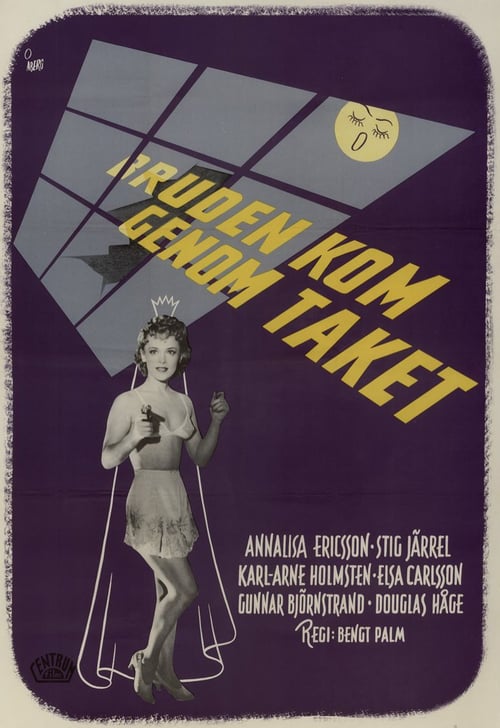 ÅBERG
BRUDEN KOM
GENOM TAKET
ANNALISA ERICSSON · STIG JÄRREL
KARL-ARNE HOLMSTEN · ELSA CARLSSON
GUNNAR BJÖRNSTRAND · DOUGLAS HÅGE
REGI: BENGT PALM
CENTRUM
FILM